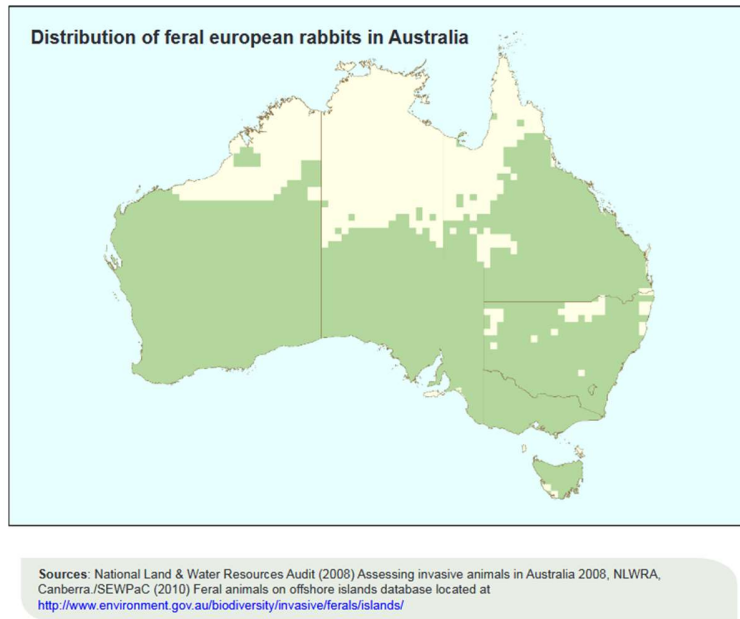 Distribution of feral european rabbits in Australia
Sources: National Land & Water Resources Audit (2008) Assessing invasive animals in Australia 2008, NLWRA,
Canberra./SEWPaC (2010) Feral animals on offshore islands database located at
http://www.environment.gov.au/biodiversity/invasive/ferals/islands/